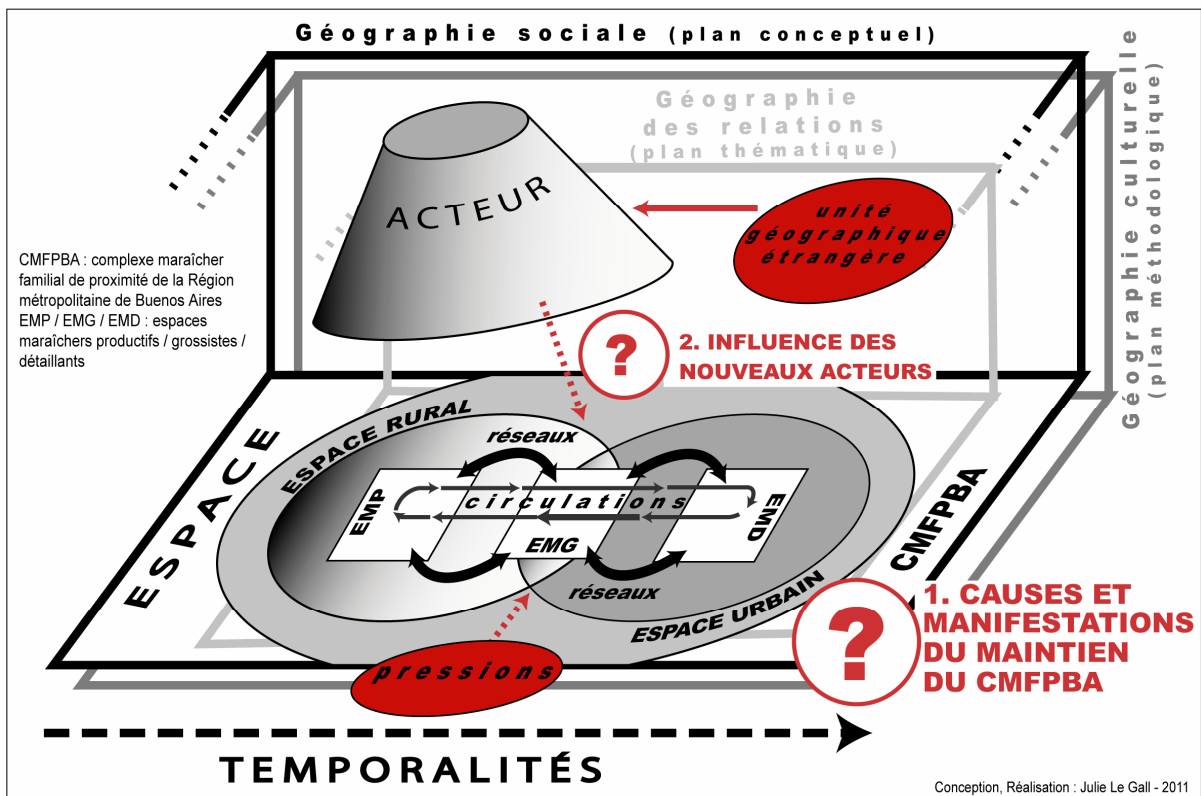 Géographie sociale (plan conceptuel)
Géographie culturelle
(plan méthodologique)
Géographie
des relations
(plan thématique)
ACTEUR
unité
géographique
étrangère
CMFPBA : complexe maraîcher
familial de proximité de la Région
métropolitaine de Buenos Aires
EMP / EMG / EMD : espaces
maraîchers productifs / grossistes /
détaillants
?
2. INFLUENCE DES
NOUVEAUX ACTEURS
ESPACE
ESPACE RURAL
réseaux
EMP
circulations
EMD
EMG
réseaux
ESPACE URBAIN
CMFPBA
?
1. CAUSES ET
MANIFESTATIONS
DU MAINTIEN
DU CMFPBA
pressions
TEMPORALITÉS
Conception, Réalisation : Julie Le Gall - 2011